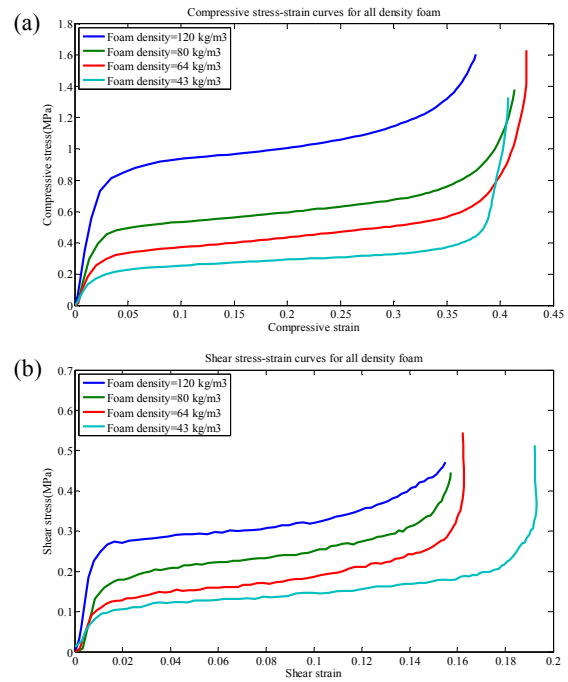 (a)
Compressive stress-strain curves for all density foam
Foam density=120 kg/m3
Foam density=80 kg/m3
Foam density=64 kg/m3
Foam density=43 kg/m3
Compressive stress(MPa)
1.8
1.6
1.4
1.2
1
0.8
0.6
0.4
0.2
0
0 0.05 0.1 0.15 0.2 0.25 0.3 0.35 0.4 0.45
Compressive strain
(b)
Shear stress-strain curves for all density foam
Foam density=120 kg/m3
Foam density=80 kg/m3
Foam density=64 kg/m3
Foam density=43 kg/m3
Shear stress(MPa)
0.7
0.6
0.5
0.4
0.3
0.2
0.1
0
0 0.02 0.04 0.06 0.08 0.1 0.12 0.14 0.16 0.18 0.2
Shear strain